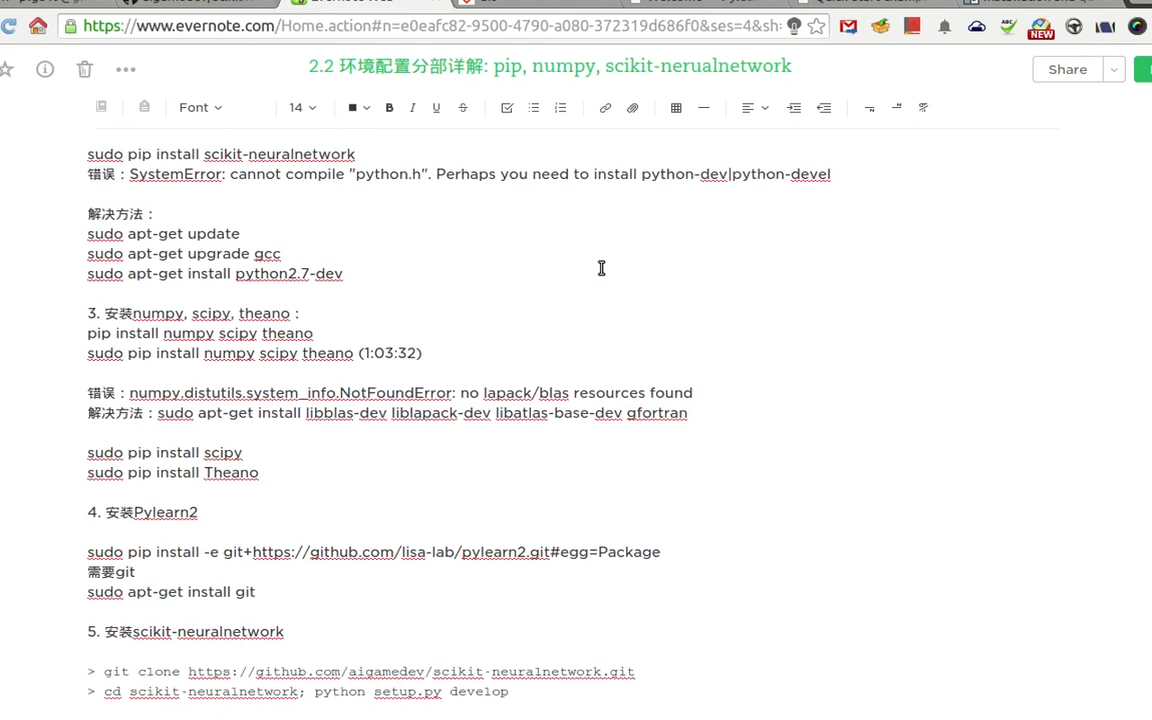 https://www.evernote.com/Home.action#n=e0eafc82-9500-4790-a080-372319d686f0&ses=4&sh:
NEW
2.2 环境配置分部详解: pip, numpy, scikit-nerualnetwork
Share
Font 14 B I U S
sudo pip install scikit-neuralnetwork
错误：SystemError: cannot compile "python.h". Perhaps you need to install python-dev|python-devel
解决方法：
sudo apt-get update
sudo apt-get upgrade gcc
sudo apt-get install python2.7-dev
3. 安装numpy, scipy, theano：
pip install numpy scipy theano
sudo pip install numpy scipy theano (1:03:32)
错误：numpy.distutils.system_info.NotFoundError: no lapack/blas resources found
解决方法：sudo apt-get install libblas-dev liblapack-dev libatlas-base-dev gfortran
sudo pip install scipy
sudo pip install Theano
4. 安装Pylearn2
sudo pip install -e git+https://github.com/lisa-lab/pylearn2.git#egg=Package
需要git
sudo apt-get install git
5. 安装scikit-neuralnetwork
> git clone https://github.com/aigamedev/scikit-neuralnetwork.git
> cd scikit-neuralnetwork; python setup.py develop